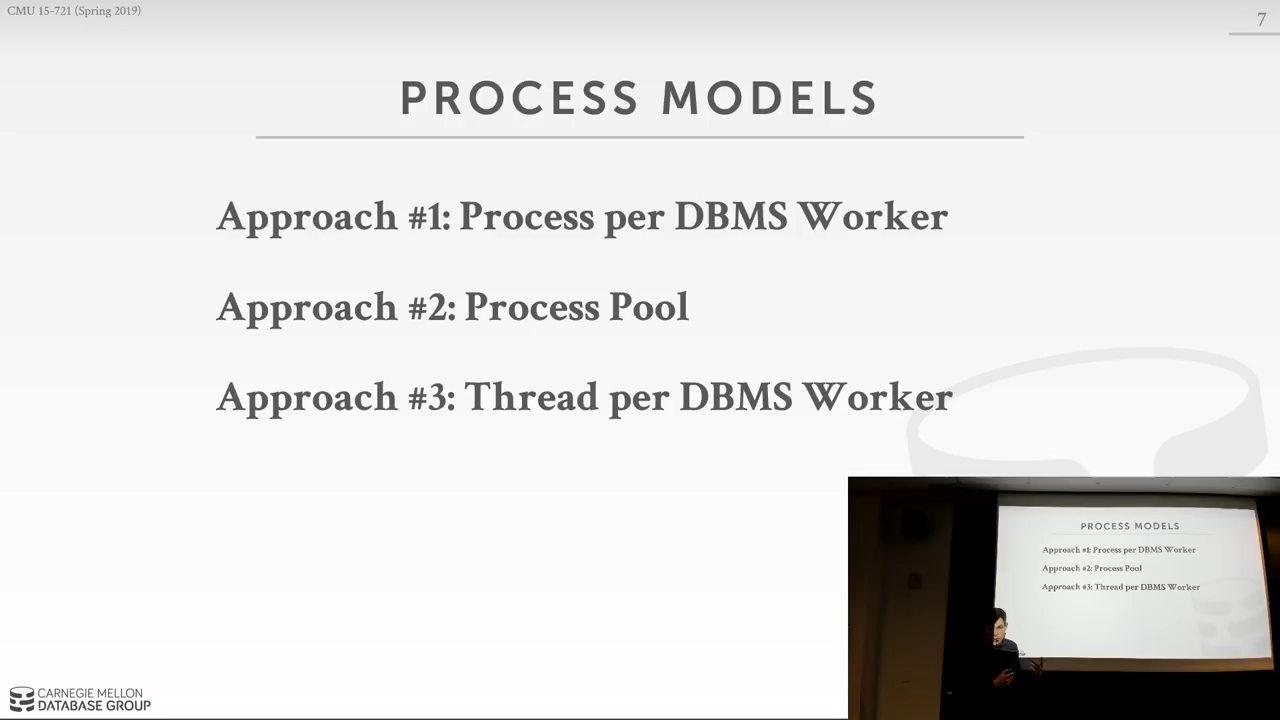 CMU 15-721 (Spring 2019)
7
PROCESS MODELS
Approach #1: Process per DBMS Worker
Approach #2: Process Pool
Approach #3: Thread per DBMS Worker
PROCESS MODELS
Approach #1: Process per DBMS Worker
Approach #2: Process Pool
Approach #3: Thread per DBMS Worker
CARNEGIE MELLON
DATABASE GROUP